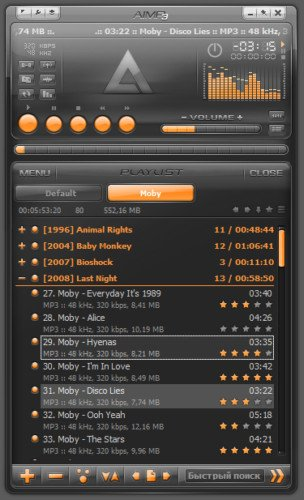 AIMP3
.74 MB ::. .:: 03:22 :: Moby - Disco Lies :: MP3 :: 48 kHz, 3
320 KBPS
48 KHZ
-03:15
- VOLUME +
MENU PLAYLIST CLOSE
Default Moby
00:05:53:20 80 552,16 MB
[1996] Animal Rights 11 / 00:48:44
[2004] Baby Monkey 12 / 01:06:41
[2007] Bioshock 3 / 00:11:10
[2008] Last Night 13 / 00:58:50
27. Moby - Everyday It's 1989 03:40
MP3 :: 48 kHz, 320 kbps, 8,41 MB
28. Moby - Alice 04:26
MP3 :: 48 kHz, 320 kbps, 10,19 MB
29. Moby - Hyenas 03:35
MP3 :: 48 kHz, 320 kbps, 8,21 MB
30. Moby - I'm In Love 03:42
MP3 :: 48 kHz, 320 kbps, 8,49 MB
31. Moby - Disco Lies 03:22
MP3 :: 48 kHz, 320 kbps, 7,74 MB
32. Moby - Ooh Yeah 05:18
MP3 :: 48 kHz, 320 kbps, 12,16 MB
33. Moby - The Stars 04:21
MP3 :: 48 kHz, 320 kbps, 9,96 MB
Быстрый поиск